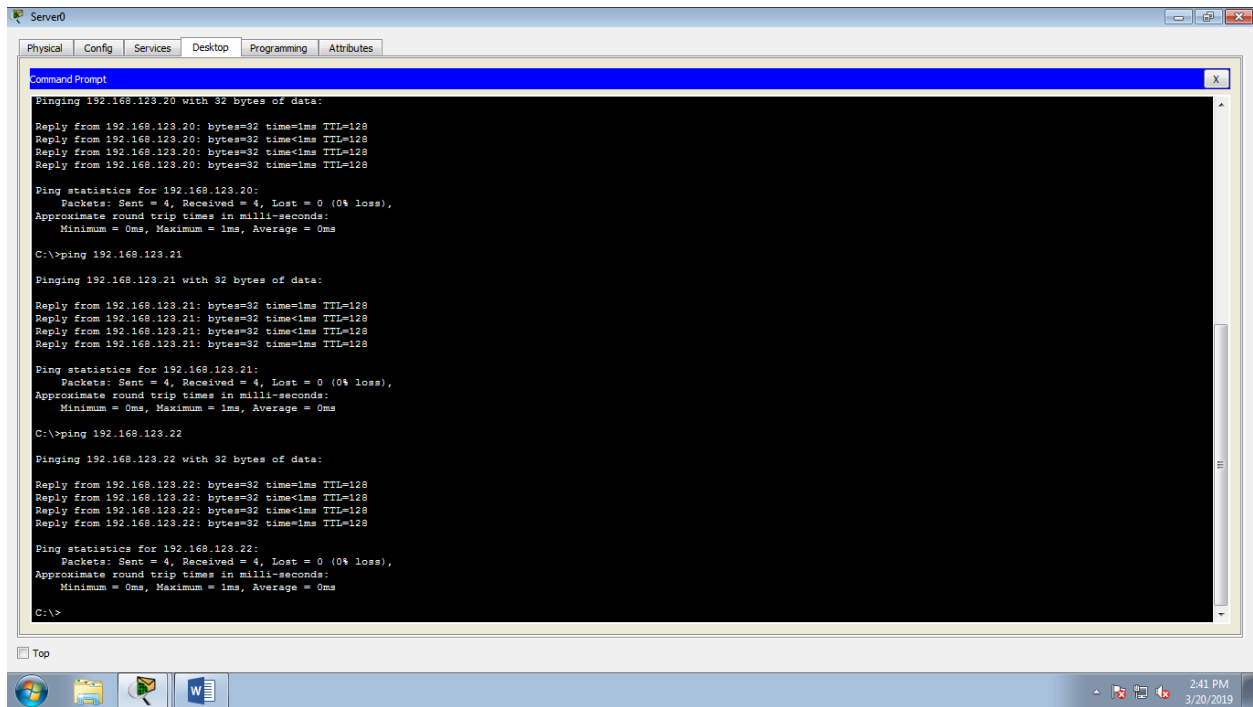 Server0
Physical Config Services Desktop Programming Attributes
Command Prompt
X
Pinging 192.168.123.20 with 32 bytes of data:
Reply from 192.168.123.20: bytes=32 time=1ms TTL=128
Reply from 192.168.123.20: bytes=32 time<1ms TTL=128
Reply from 192.168.123.20: bytes=32 time<1ms TTL=128
Reply from 192.168.123.20: bytes=32 time=1ms TTL=128
Ping statistics for 192.168.123.20:
Packets: Sent = 4, Received = 4, Lost = 0 (0% loss),
Approximate round trip times in milli-seconds:
Minimum = 0ms, Maximum = 1ms, Average = 0ms
C:\>ping 192.168.123.21
Pinging 192.168.123.21 with 32 bytes of data:
Reply from 192.168.123.21: bytes=32 time=1ms TTL=128
Reply from 192.168.123.21: bytes=32 time<1ms TTL=128
Reply from 192.168.123.21: bytes=32 time<1ms TTL=128
Reply from 192.168.123.21: bytes=32 time=1ms TTL=128
Ping statistics for 192.168.123.21:
Packets: Sent = 4, Received = 4, Lost = 0 (0% loss),
Approximate round trip times in milli-seconds:
Minimum = 0ms, Maximum = 1ms, Average = 0ms
C:\>ping 192.168.123.22
Pinging 192.168.123.22 with 32 bytes of data:
Reply from 192.168.123.22: bytes=32 time=1ms TTL=128
Reply from 192.168.123.22: bytes=32 time<1ms TTL=128
Reply from 192.168.123.22: bytes=32 time<1ms TTL=128
Reply from 192.168.123.22: bytes=32 time=1ms TTL=128
Ping statistics for 192.168.123.22:
Packets: Sent = 4, Received = 4, Lost = 0 (0% loss),
Approximate round trip times in milli-seconds:
Minimum = 0ms, Maximum = 1ms, Average = 0ms
C:\>
Top
W
2:41 PM
3/20/2019